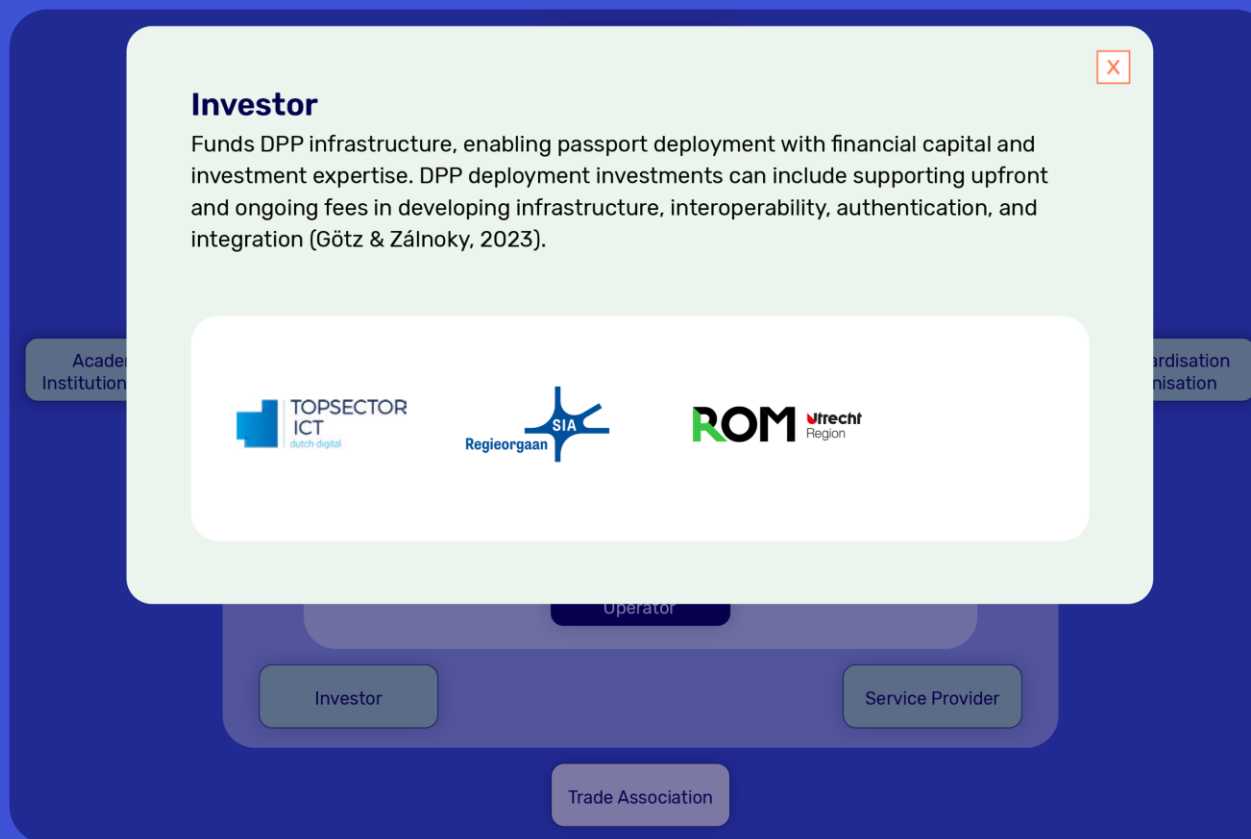 X
Investor
Funds DPP infrastructure, enabling passport deployment with financial capital and
investment expertise. DPP deployment investments can include supporting upfront
and ongoing fees in developing infrastructure, interoperability, authentication, and
integration (Götz & Zálnoky, 2023).
TOPSECTOR
ICT
dutch digital
Regieorgaan SIA
ROM Utrecht
Region
Operator
Investor
Service Provider
Trade Association